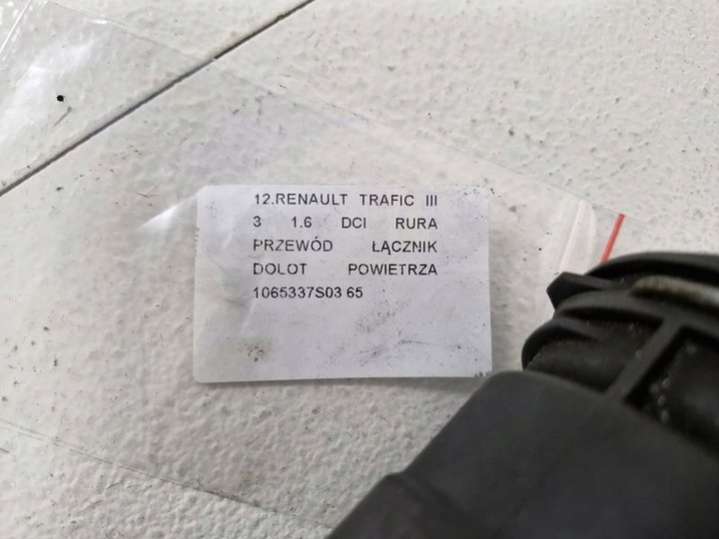 12.RENAULT TRAFIC III
3 1.6 DCI RURA
PRZEWÓD ŁĄCZNIK
DOLOT POWIETRZA
1065337S03 65